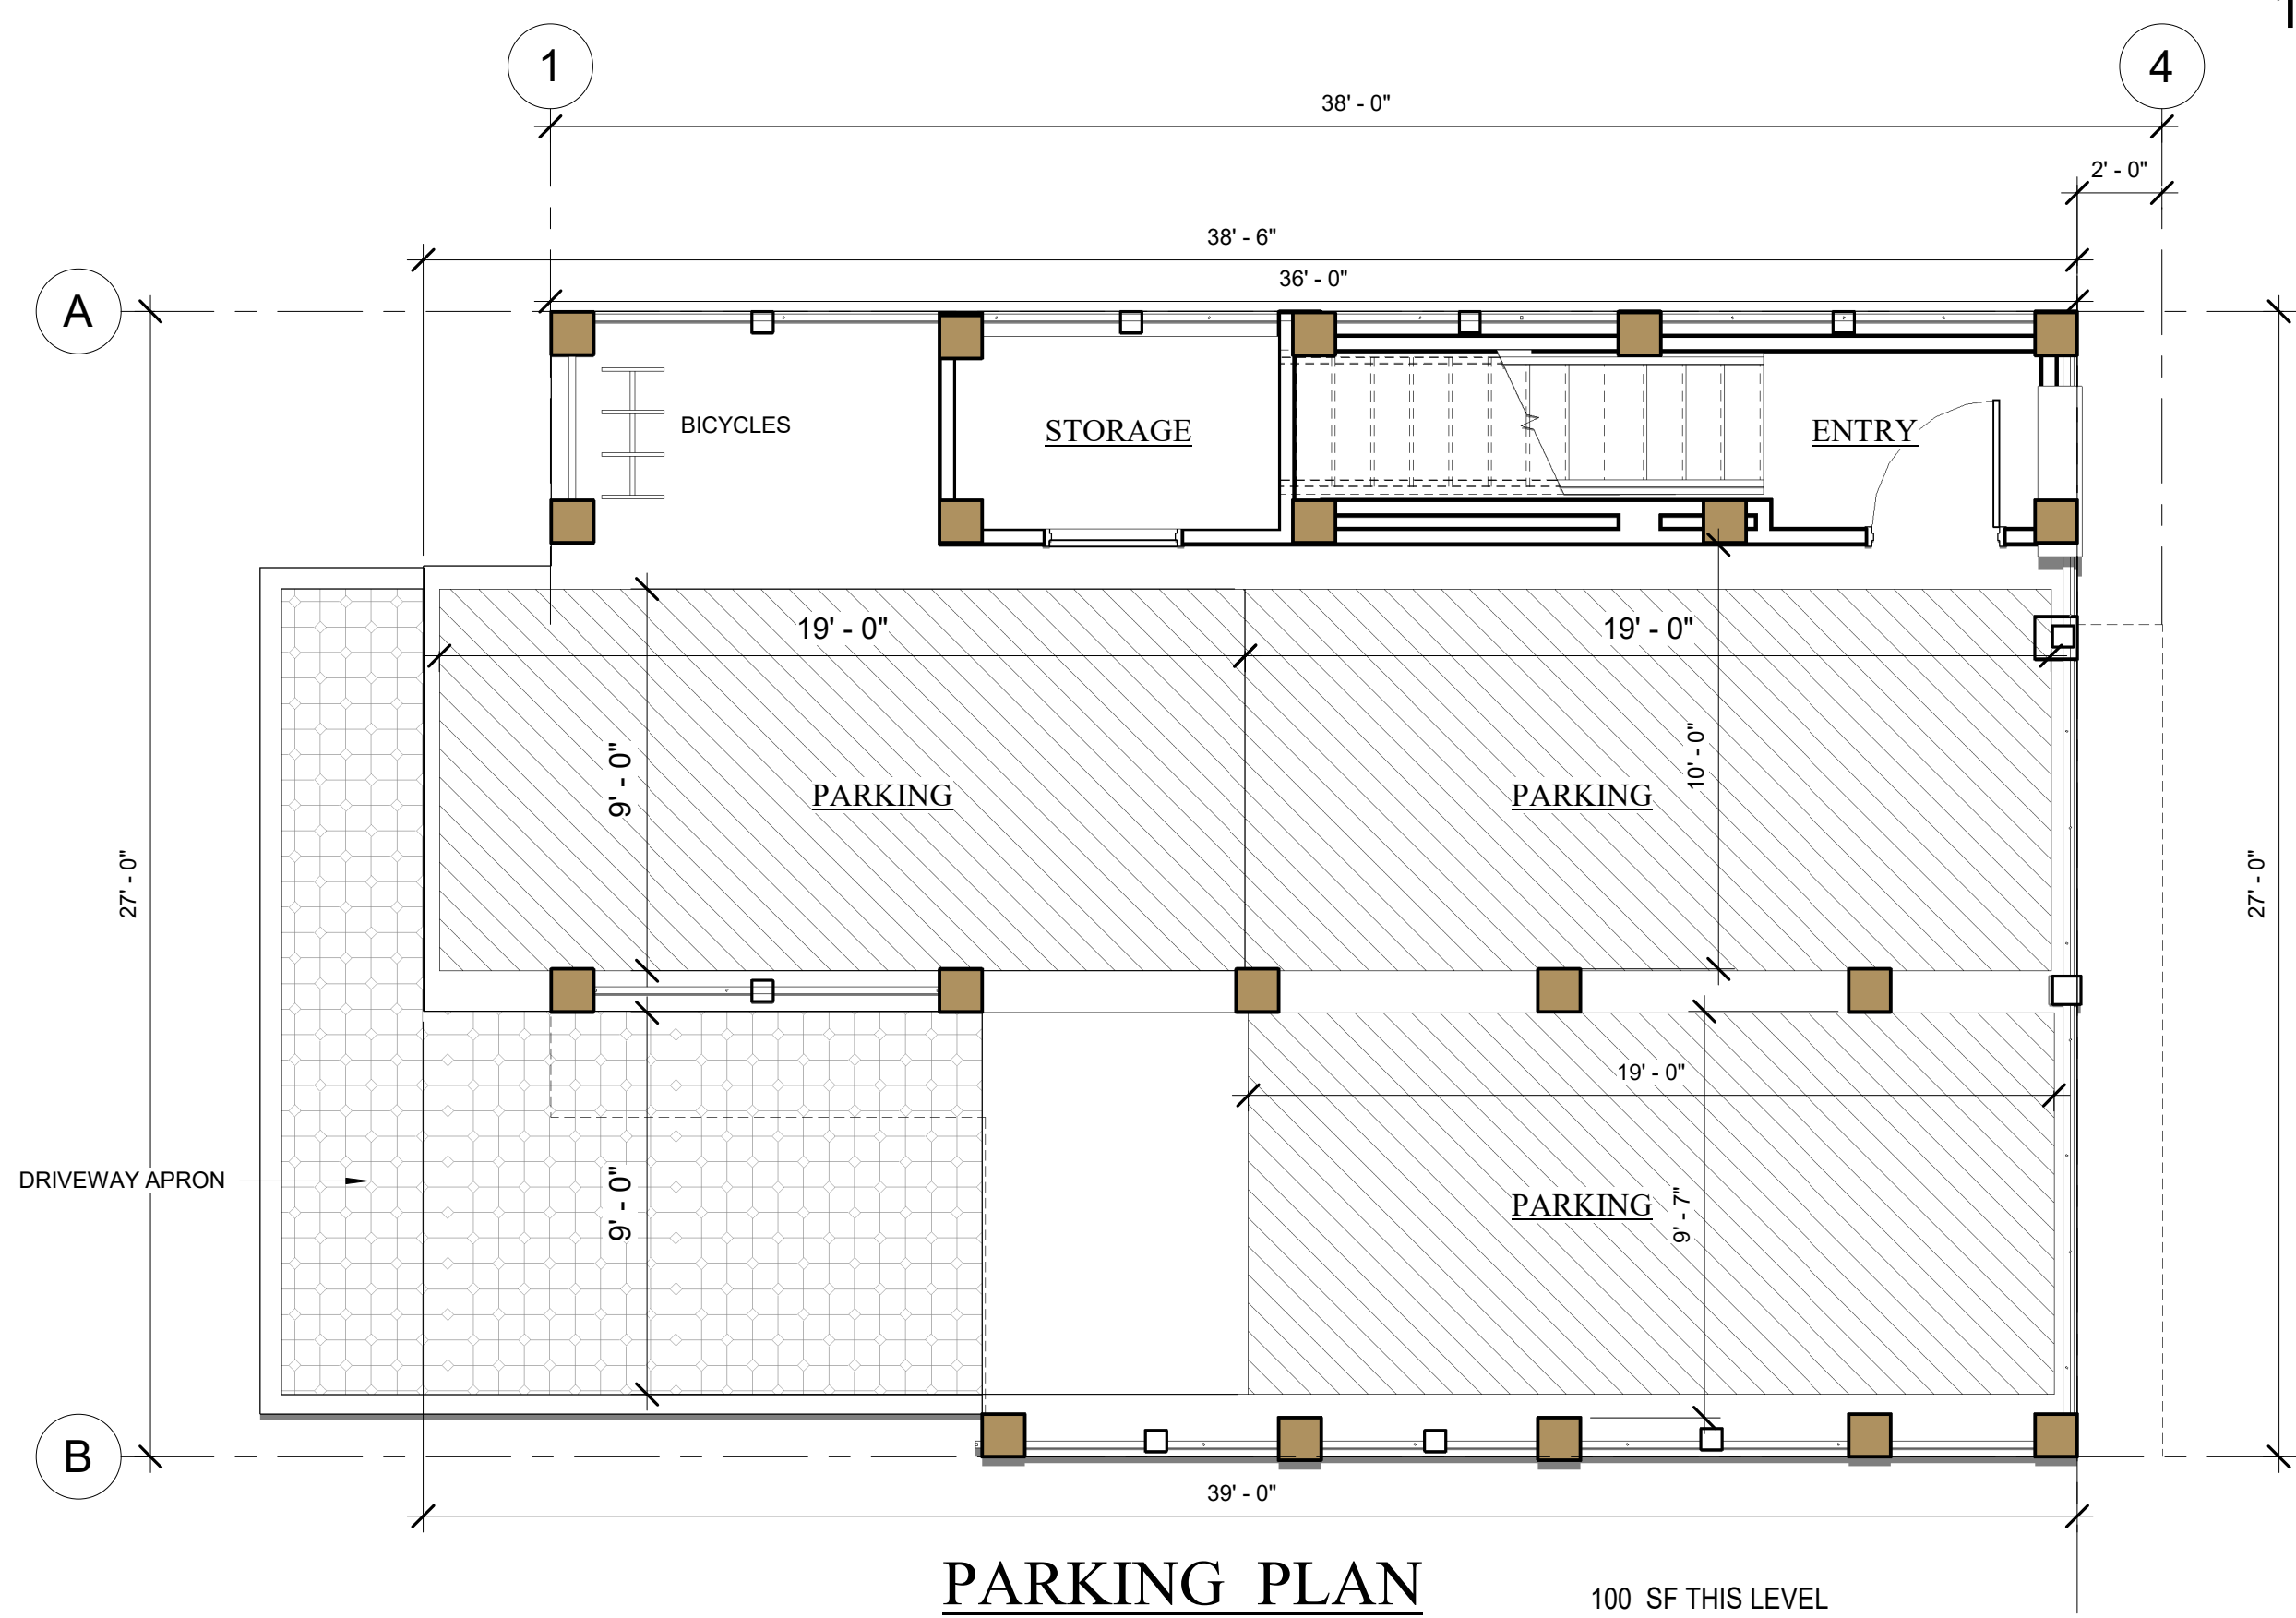 1
4
38' - 0"
2' - 0"
38' - 6"
36' - 0"
A
BICYCLES
STORAGE
ENTRY
19' - 0"
19' - 0"
9' - 0"
PARKING
PARKING
10' - 0"
27' - 0"
27' - 0"
19' - 0"
DRIVEWAY APRON
9' - 0"
PARKING
9' - 7"
B
39' - 0"
PARKING PLAN
100 SF THIS LEVEL